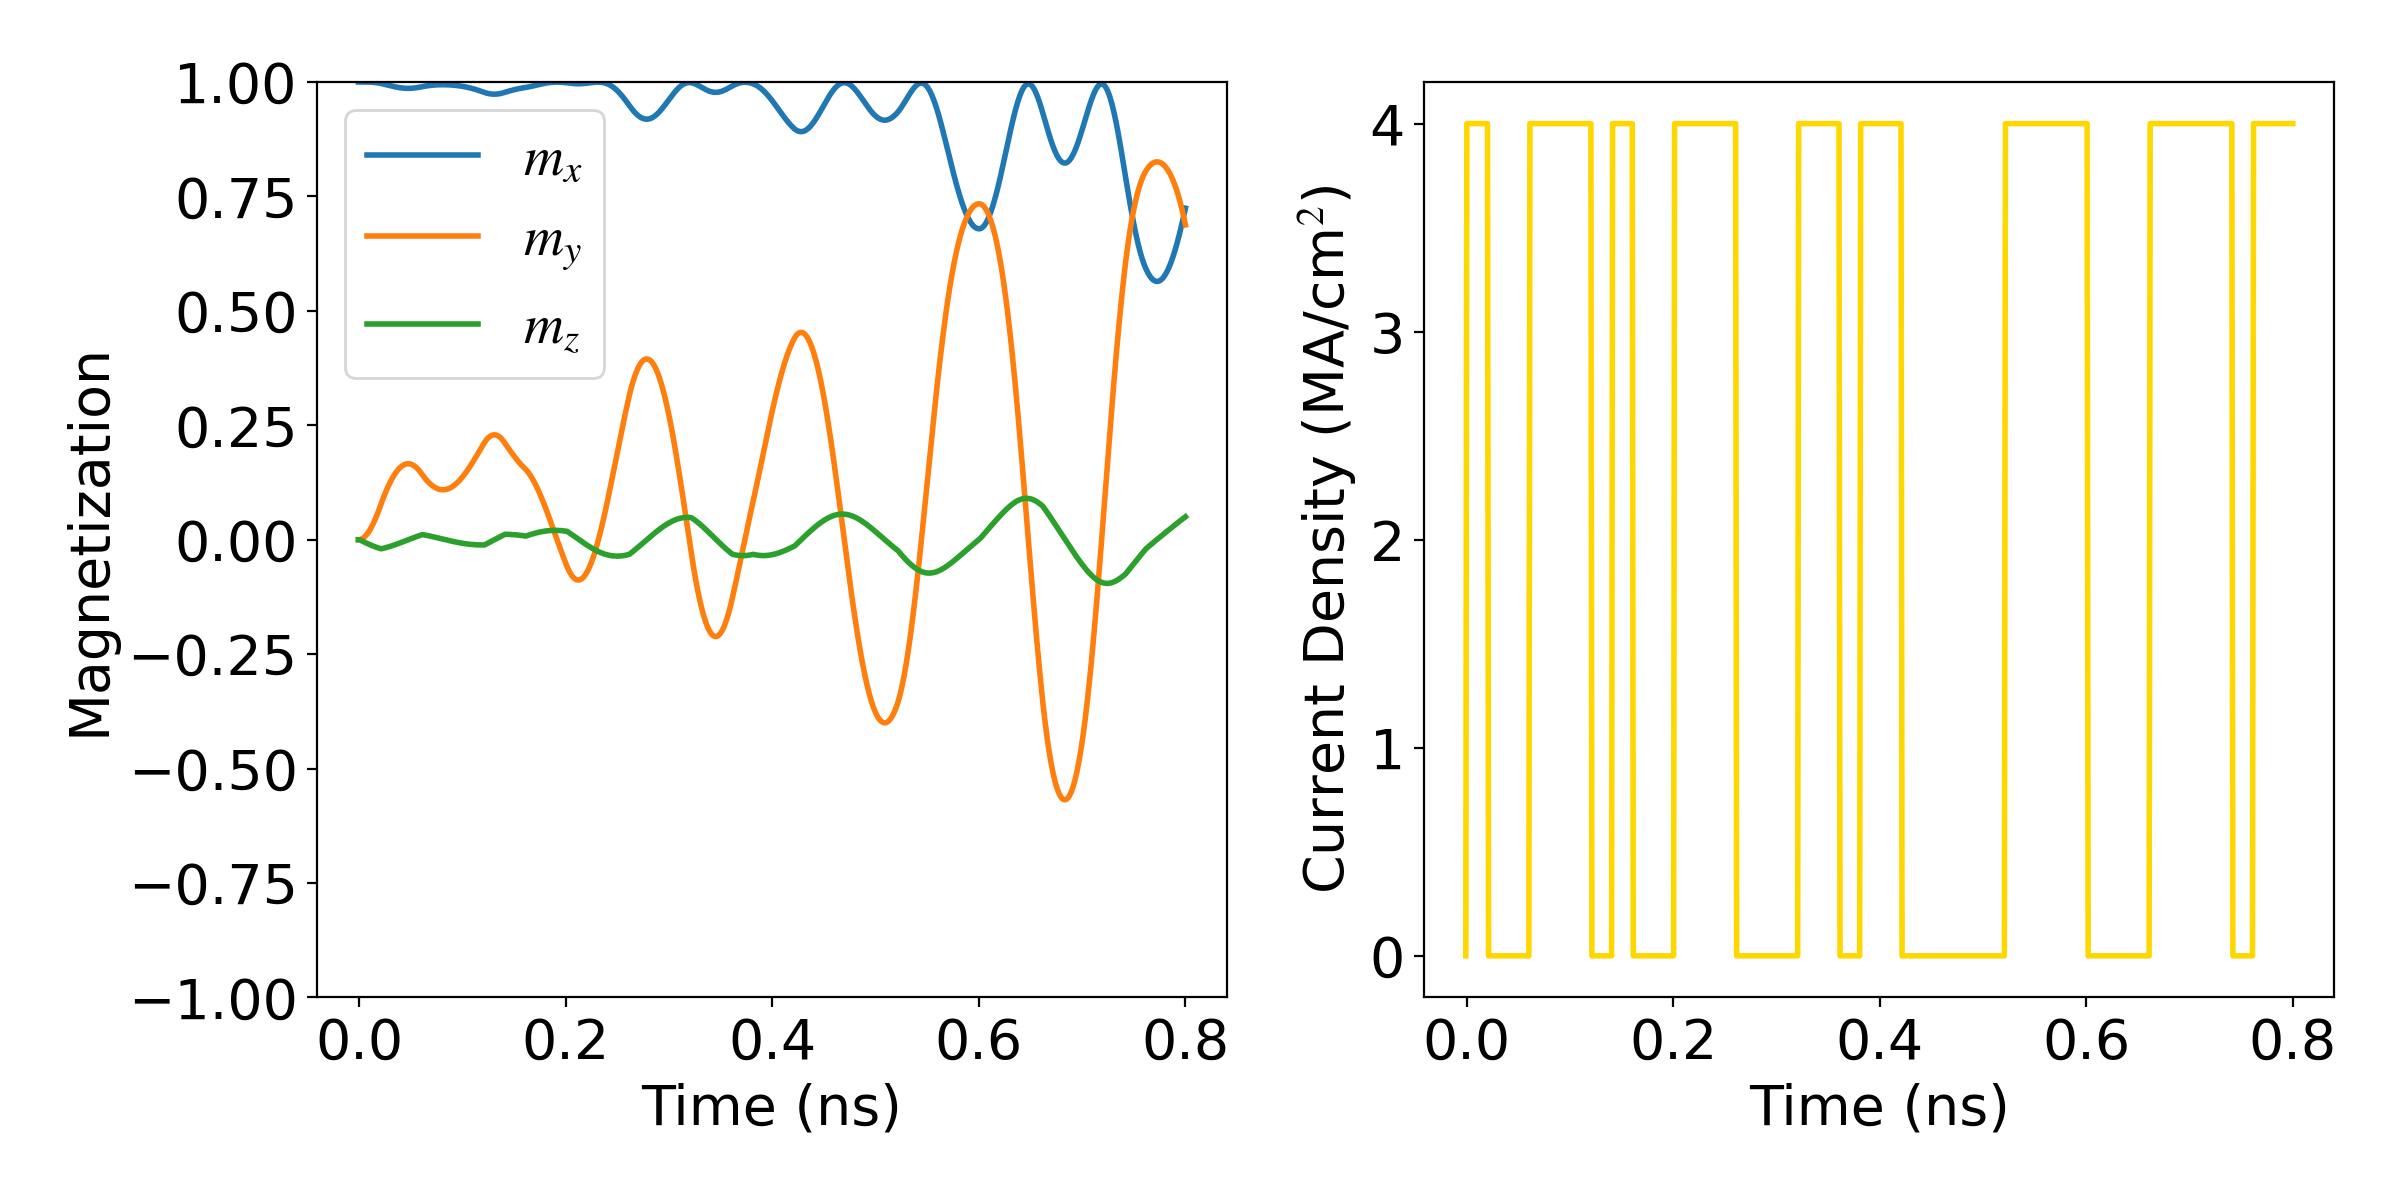 Magnetization
1.00
0.75
0.50
0.25
0.00
−0.25
−0.50
−0.75
−1.00
m_x
m_y
m_z
0.0 0.2 0.4 0.6 0.8
Time (ns)
Current Density (MA/cm²)
4
3
2
1
0
0.0 0.2 0.4 0.6 0.8
Time (ns)